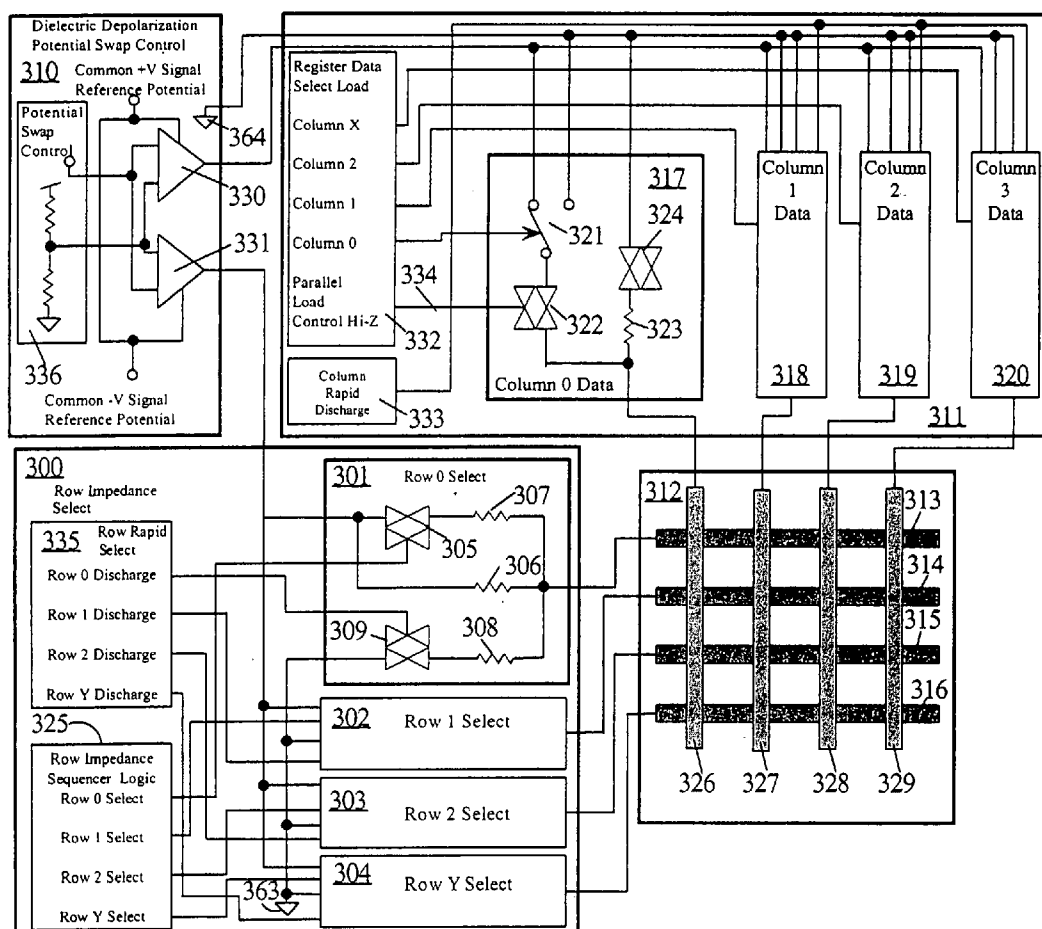 Dielectric Depolarization
Potential Swap Control
310
Common +V Signal
Reference Potential
Potential
Swap
Control
364
330
331
336
Common -V Signal
Reference Potential
Register Data
Select Load
Column X
Column 2
Column 1
Column 0
Parallel
Load
Control Hi-Z
334
332
Column
Rapid
Discharge
333
317
321
324
322
323
Column 0 Data
Column
1
Data
318
Column
2
Data
319
Column
3
Data
320
311
300
Row Impedance
Select
335
Row Rapid
Select
Row 0 Discharge
Row 1 Discharge
Row 2 Discharge
Row Y Discharge
325
Row Impedance
Sequencer Logic
Row 0 Select
Row 1 Select
Row 2 Select
Row Y Select
363
301
Row 0 Select
307
305
306
309
308
302
Row 1 Select
303
Row 2 Select
304
Row Y Select
312
313
314
315
316
326
327
328
329